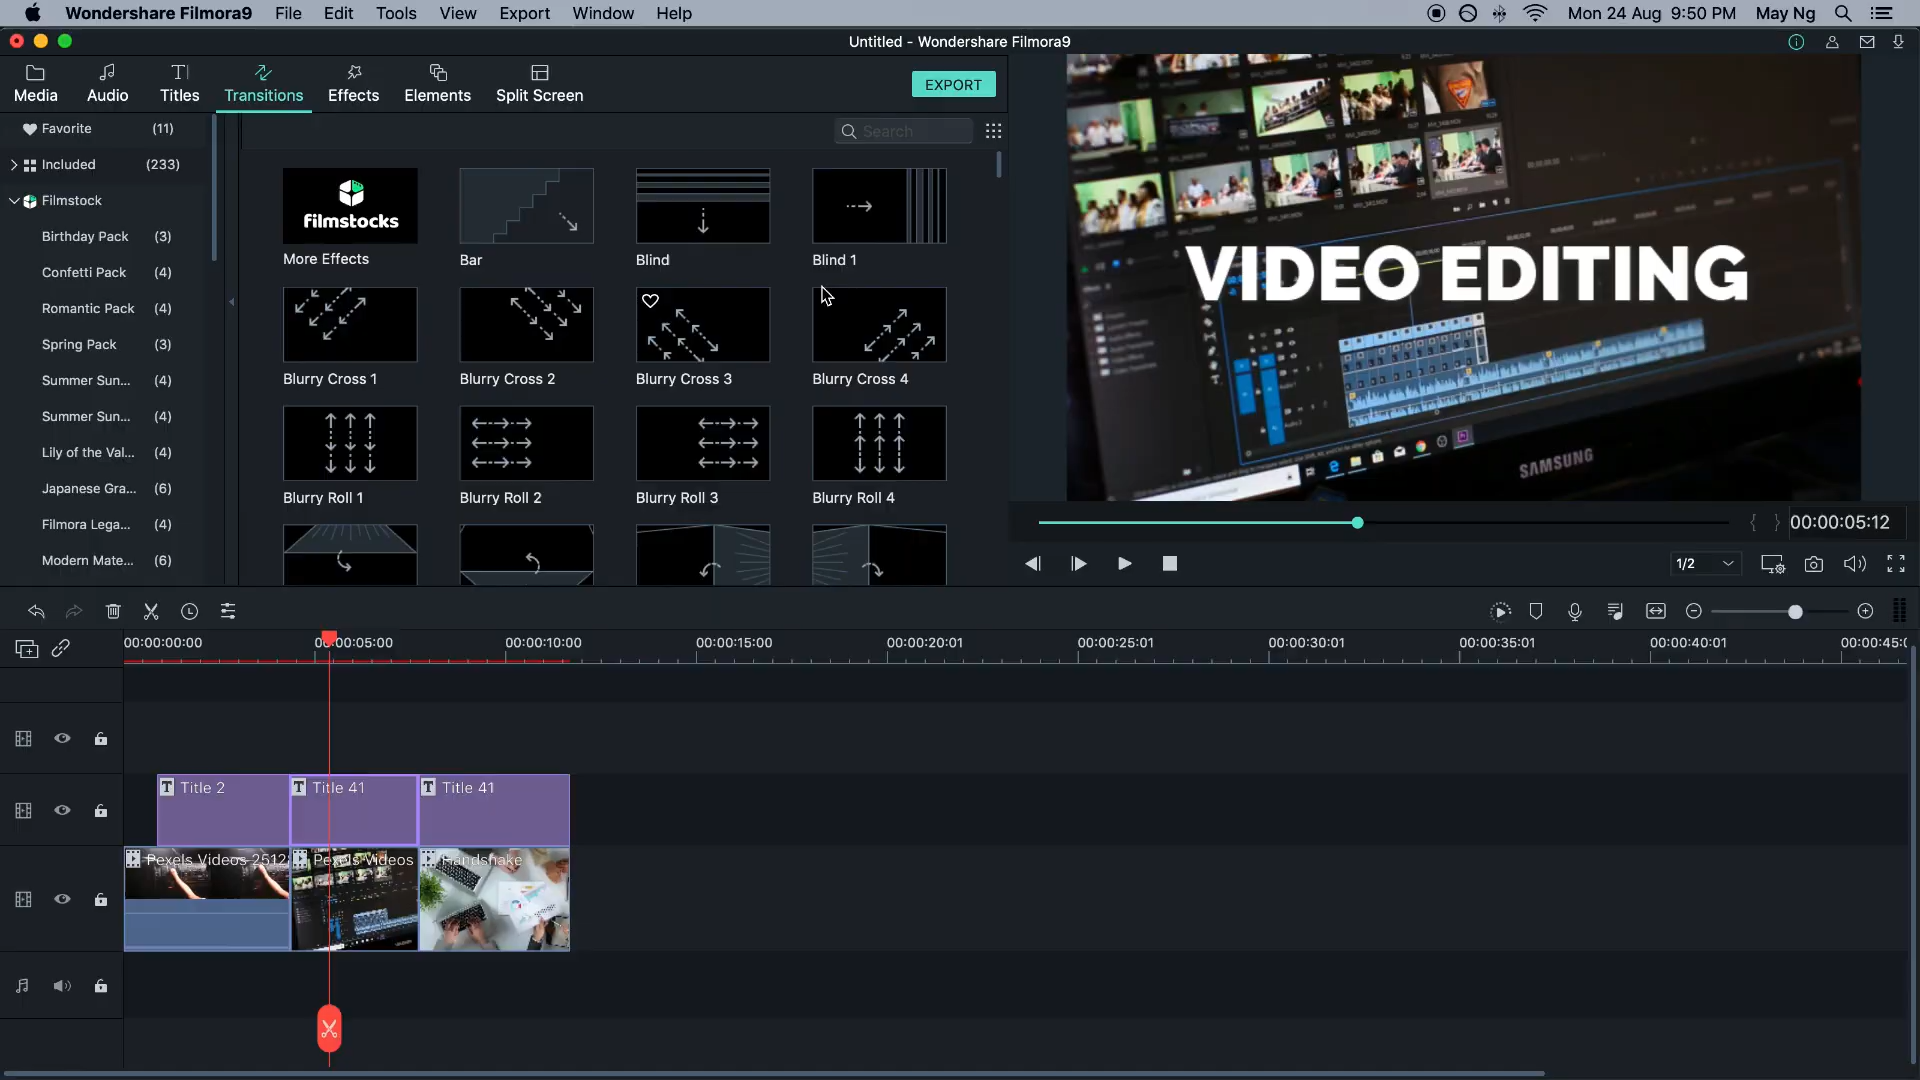 Wondershare Filmora9 File Edit Tools View Export Window Help
Mon 24 Aug 9:50 PM May Ng
Untitled - Wondershare Filmora9
Media Audio Titles Transitions Effects Elements Split Screen
EXPORT
Favorite (11)
Included (233)
Filmstock
Birthday Pack (3)
Confetti Pack (4)
Romantic Pack (4)
Spring Pack (3)
Summer Sun... (4)
Summer Sun... (4)
Lily of the Val... (4)
Japanese Gra... (6)
Filmora Lega... (4)
Modern Mate... (6)
Search
filmstocks
More Effects Bar Blind Blind 1
Blurry Cross 1 Blurry Cross 2 Blurry Cross 3 Blurry Cross 4
Blurry Roll 1 Blurry Roll 2 Blurry Roll 3 Blurry Roll 4
VIDEO EDITING
SAMSUNG
00:00:05:12
1/2
00:00:00:00 00:00:05:00 00:00:10:00 00:00:15:00 00:00:20:01 00:00:25:01 00:00:30:01 00:00:35:01 00:00:40:01 00:00:45:0
T Title 2 T Title 41 T Title 41
Pexels Videos 2512 Pexels Videos Handshake